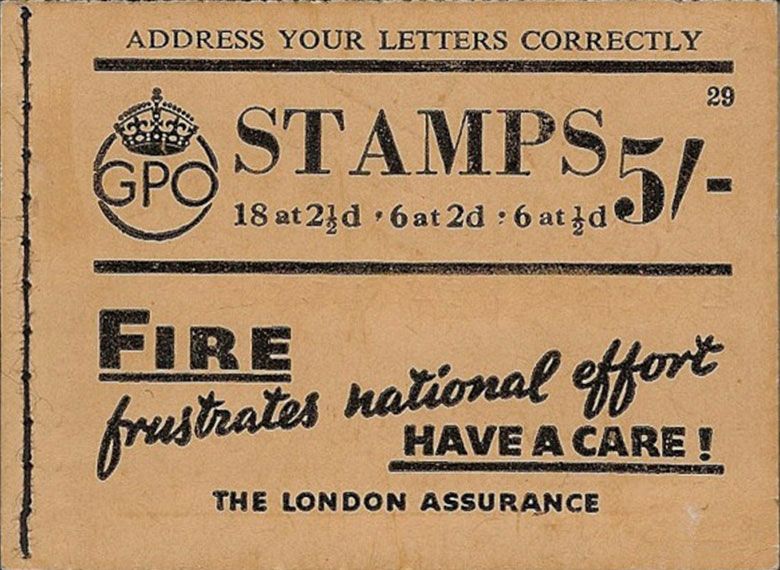 ADDRESS YOUR LETTERS CORRECTLY
29
GPO
STAMPS 5/-
18 at 2½d · 6 at 2d : 6 at ½d
FIRE
frustrates national effort
HAVE A CARE !
THE LONDON ASSURANCE